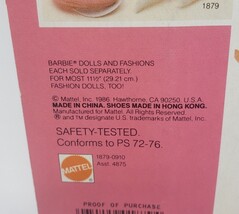 1879
BARBIE® DOLLS AND FASHIONS
EACH SOLD SEPARATELY.
FOR MOST 11½" (29.21 cm.)
FASHION DOLLS, TOO!
© Mattel, Inc. 1986. Hawthorne, CA 90250. U.S.A.
MADE IN CHINA. SHOES MADE IN HONG KONG.
Manufactured for Mattel. All Rights Reserved.
® and ™ designate U.S. trademarks of Mattel, Inc.
SAFETY-TESTED.
Conforms to PS 72-76.
1879-0910
Asst. 4875
MATTEL
PROOF OF PURCHASE